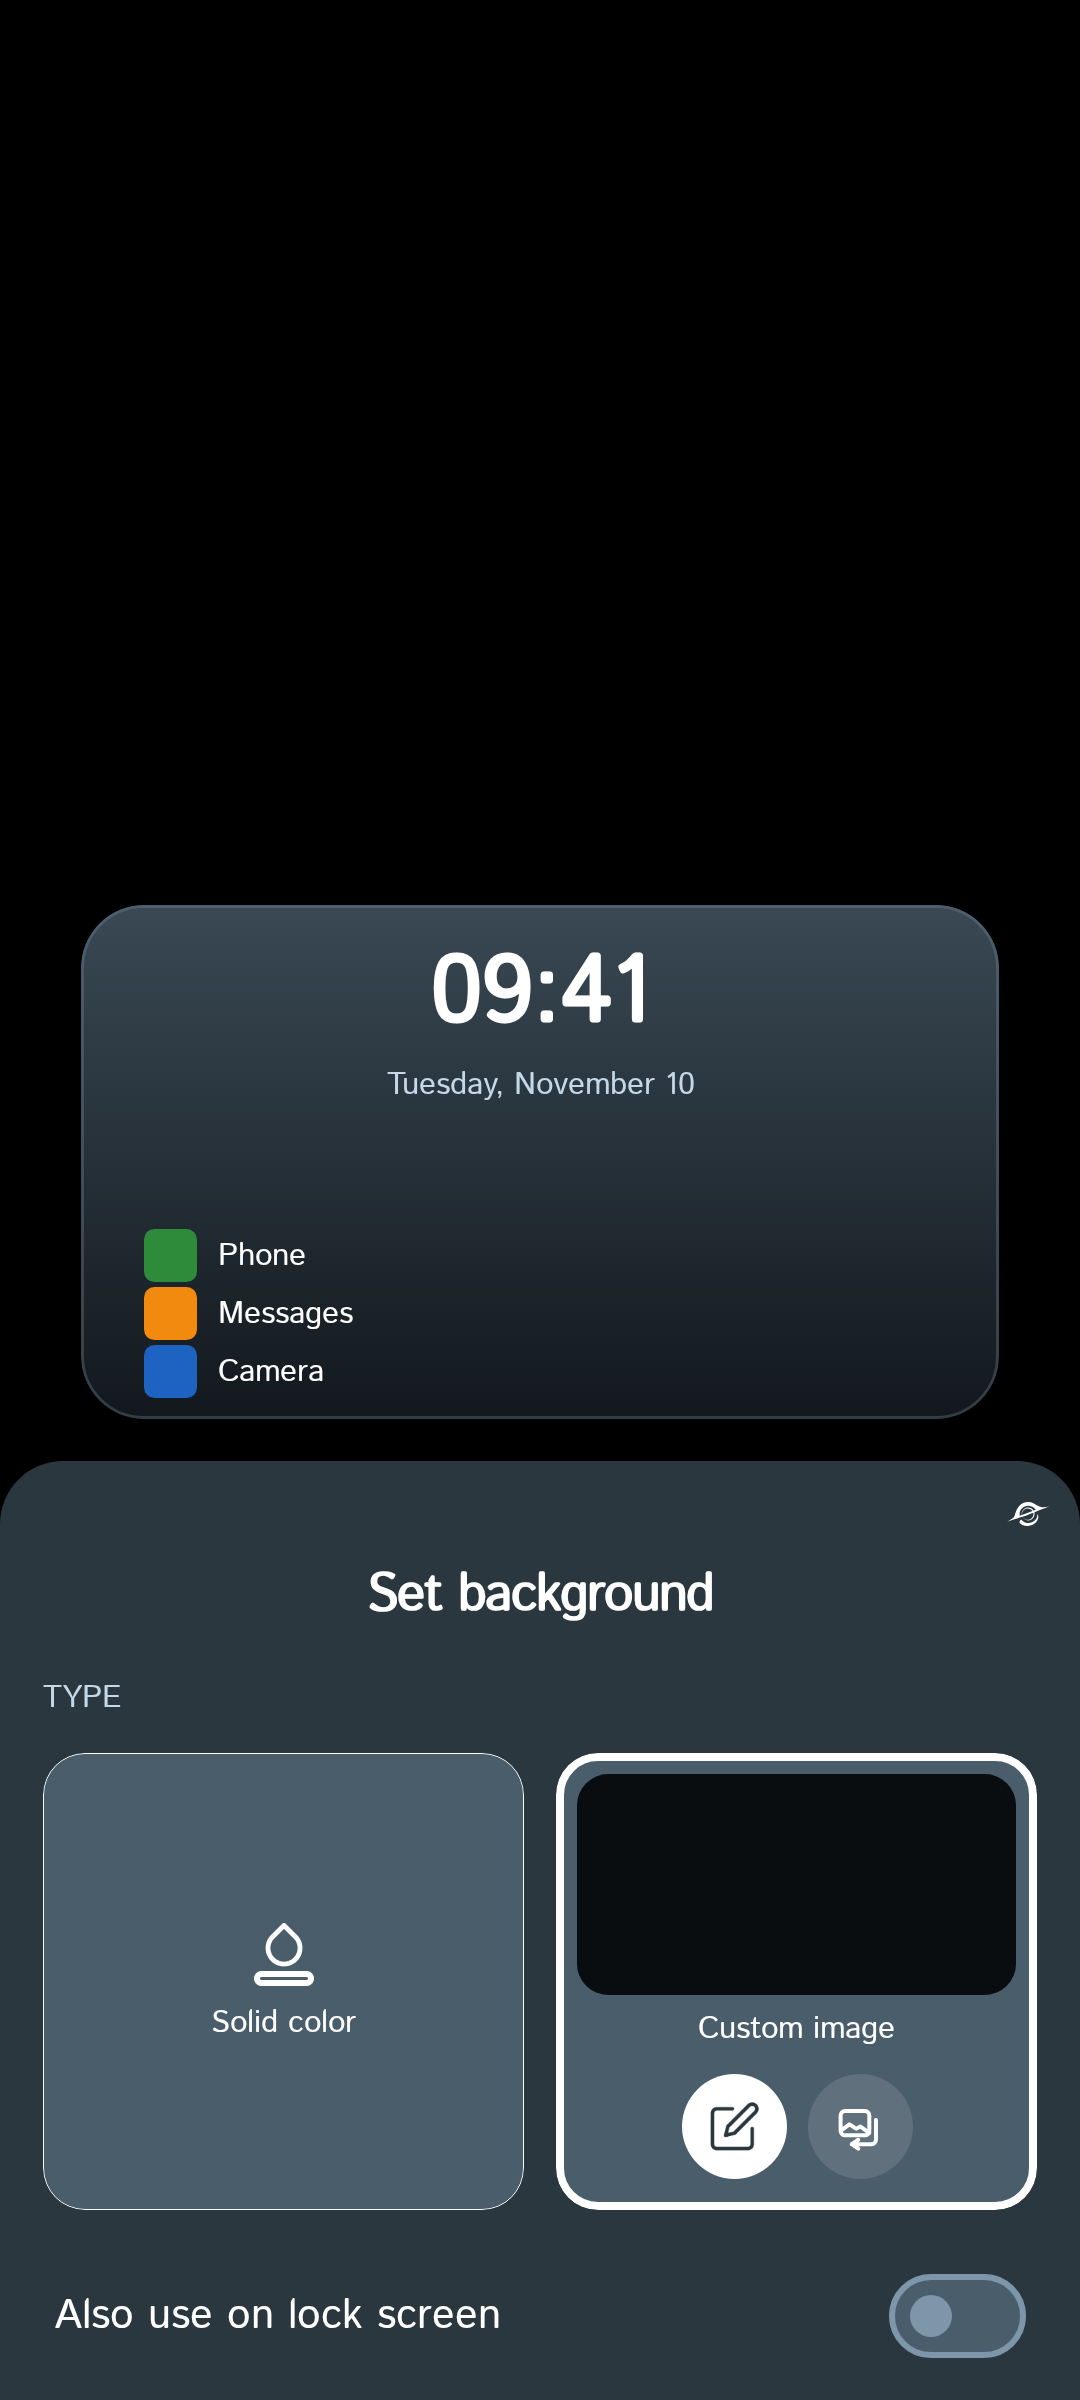 09:41
Tuesday, November 10
Phone
Messages
Camera
Set background
TYPE
Solid color
Custom image
Also use on lock screen